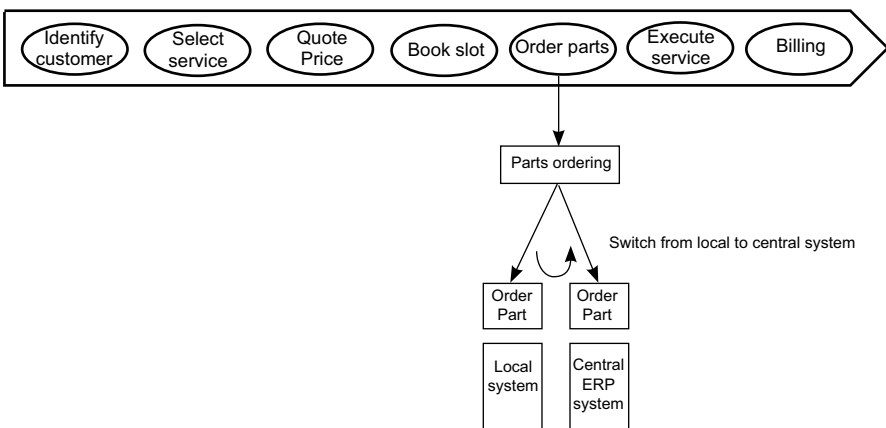 Identify
customer
Select
service
Quote
Price
Book slot
Order parts
Execute
service
Billing
Parts ordering
Switch from local to central system
Order
Part
Order
Part
Local
system
Central
ERP
system